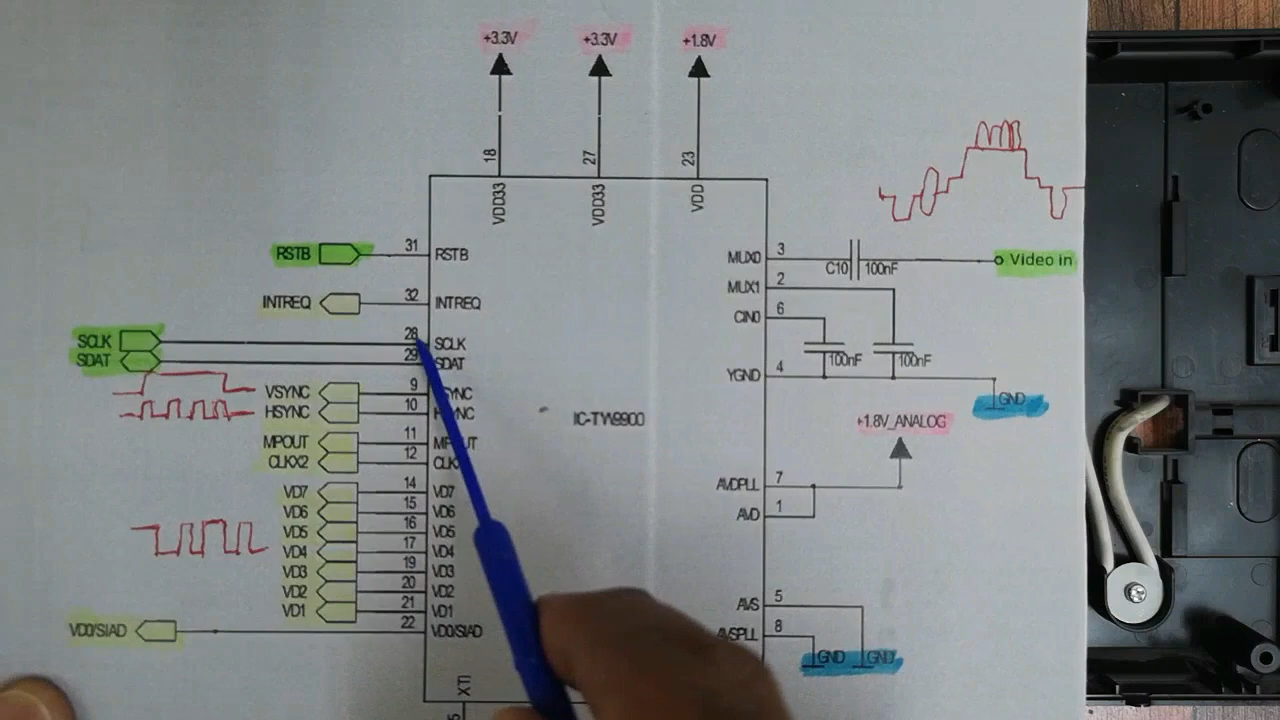 +3.3V +3.3V +1.8V
18 27 23
VDD33 VDD33 VDD
RSTB 31 RSTB
INTREQ 32 INTREQ
SCLK 28 SCLK
SDAT 29 SDAT
VSYNC 9
HSYNC 10
MPOUT 11
CLKX2 12
VD7 14 VD7
VD6 15 VD6
VD5 16 VD5
VD4 17 VD4
VD3 19 VD3
VD2 20 VD2
VD1 21 VD1
VD0/SIAD 22 VD0/SIAD
XTI
IC-TW9900
MUX0 3 C10 100nF Video in
MUX1 2
CIN0 6
100nF 100nF
YGND 4
GND
+1.8V_ANALOG
AVDPLL 7
AVD 1
AVS 5
AVSPLL 8
GND GND